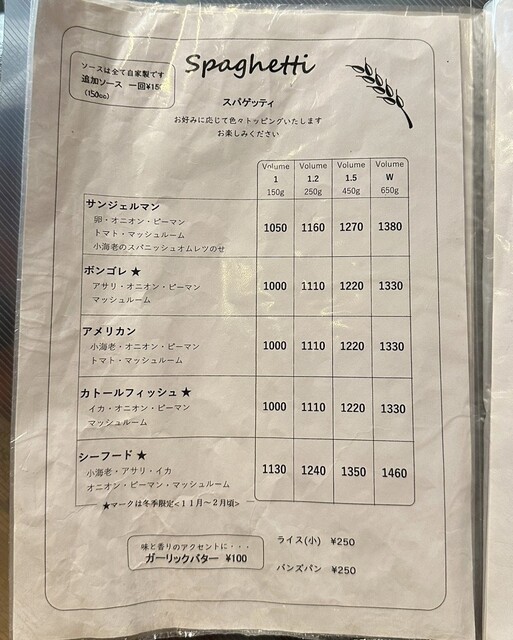 Spaghetti
ソースは全て自家製です
追加ソース 一回¥150
(150cc)
スパゲッティ
お好みに応じて色々トッピングいたします
お楽しみください
Volume Volume Volume Volume
1 1.2 1.5 W
150g 250g 450g 650g
サンジェルマン
卵・オニオン・ピーマン
トマト・マッシュルーム
小海老のスパニッシュオムレツのせ
1050 1160 1270 1380
ボンゴレ ★
アサリ・オニオン・ピーマン
マッシュルーム
1000 1110 1220 1330
アメリカン
小海老・オニオン・ピーマン
トマト・マッシュルーム
1000 1110 1220 1330
カトールフィッシュ ★
イカ・オニオン・ピーマン
マッシュルーム
1000 1110 1220 1330
シーフード ★
小海老・アサリ・イカ
オニオン・ピーマン・マッシュルーム
1130 1240 1350 1460
★マークは冬季限定<11月~2月頃>
味と香りのアクセントに・・・
ガーリックバター ¥100
ライス(小) ¥250
バンズパン ¥250